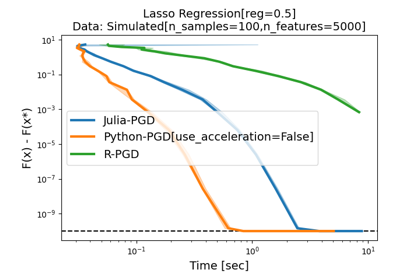 Lasso Regression[reg=0.5]
Data: Simulated[n_samples=100,n_features=5000]
F(x) - F(x*)
10¹
10⁻¹
10⁻³
10⁻⁵
10⁻⁷
10⁻⁹
Julia-PGD
Python-PGD[use_acceleration=False]
R-PGD
10⁻¹
10⁰
10¹
Time [sec]